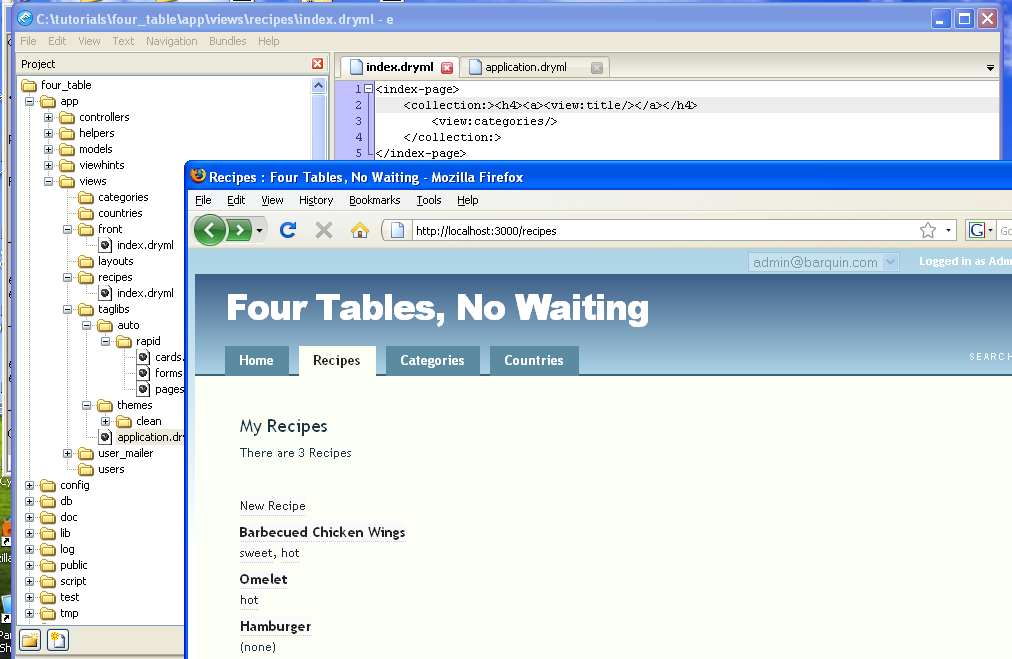 C:\tutorials\four_table\app\views\recipes\index.dryml - e
File Edit View Text Navigation Bundles Help
Project
index.dryml application.dryml
four_table
app
controllers
helpers
models
viewhints
views
categories
countries
front
index.dryml
layouts
recipes
index.dryml
taglibs
auto
rapid
cards.
forms
pages
themes
clean
application.dr
user_mailer
users
config
db
doc
lib
log
public
script
test
tmp
1 <index-page>
2 <collection:><h4><a><view:title/></a></h4>
3 <view:categories/>
4 </collection:>
5 </index-page>
Recipes : Four Tables, No Waiting - Mozilla Firefox
File Edit View History Bookmarks Tools Help
http://localhost:3000/recipes
G Go
admin@barquin.com Logged in as Adm
Four Tables, No Waiting
Home Recipes Categories Countries
SEARCH
My Recipes
There are 3 Recipes
New Recipe
Barbecued Chicken Wings
sweet, hot
Omelet
hot
Hamburger
(none)